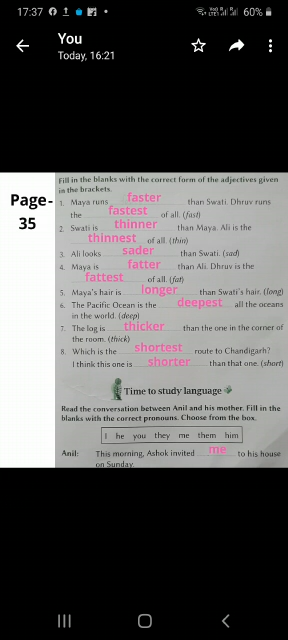 17:37 60%
You
Today, 16:21
Page-
35
Fill in the blanks with the correct form of the adjectives given
in the brackets.
1. Maya runs faster than Swati. Dhruv runs
the fastest of all. (fast)
2. Swati is thinner than Maya. Ali is the
thinnest of all. (thin)
3. Ali looks sader than Swati. (sad)
4. Maya is fatter than Ali. Dhruv is the
fattest of all. (fat)
5. Maya's hair is longer than Swati's hair. (long)
6. The Pacific Ocean is the deepest all the oceans
in the world. (deep)
7. The log is thicker than the one in the corner of
the room. (thick)
8. Which is the shortest route to Chandigarh?
I think this one is shorter than that one. (short)
Time to study language
Read the conversation between Anil and his mother. Fill in the
blanks with the correct pronouns. Choose from the box.
I he you they me them him
Anil: This morning, Ashok invited me to his house
on Sunday.